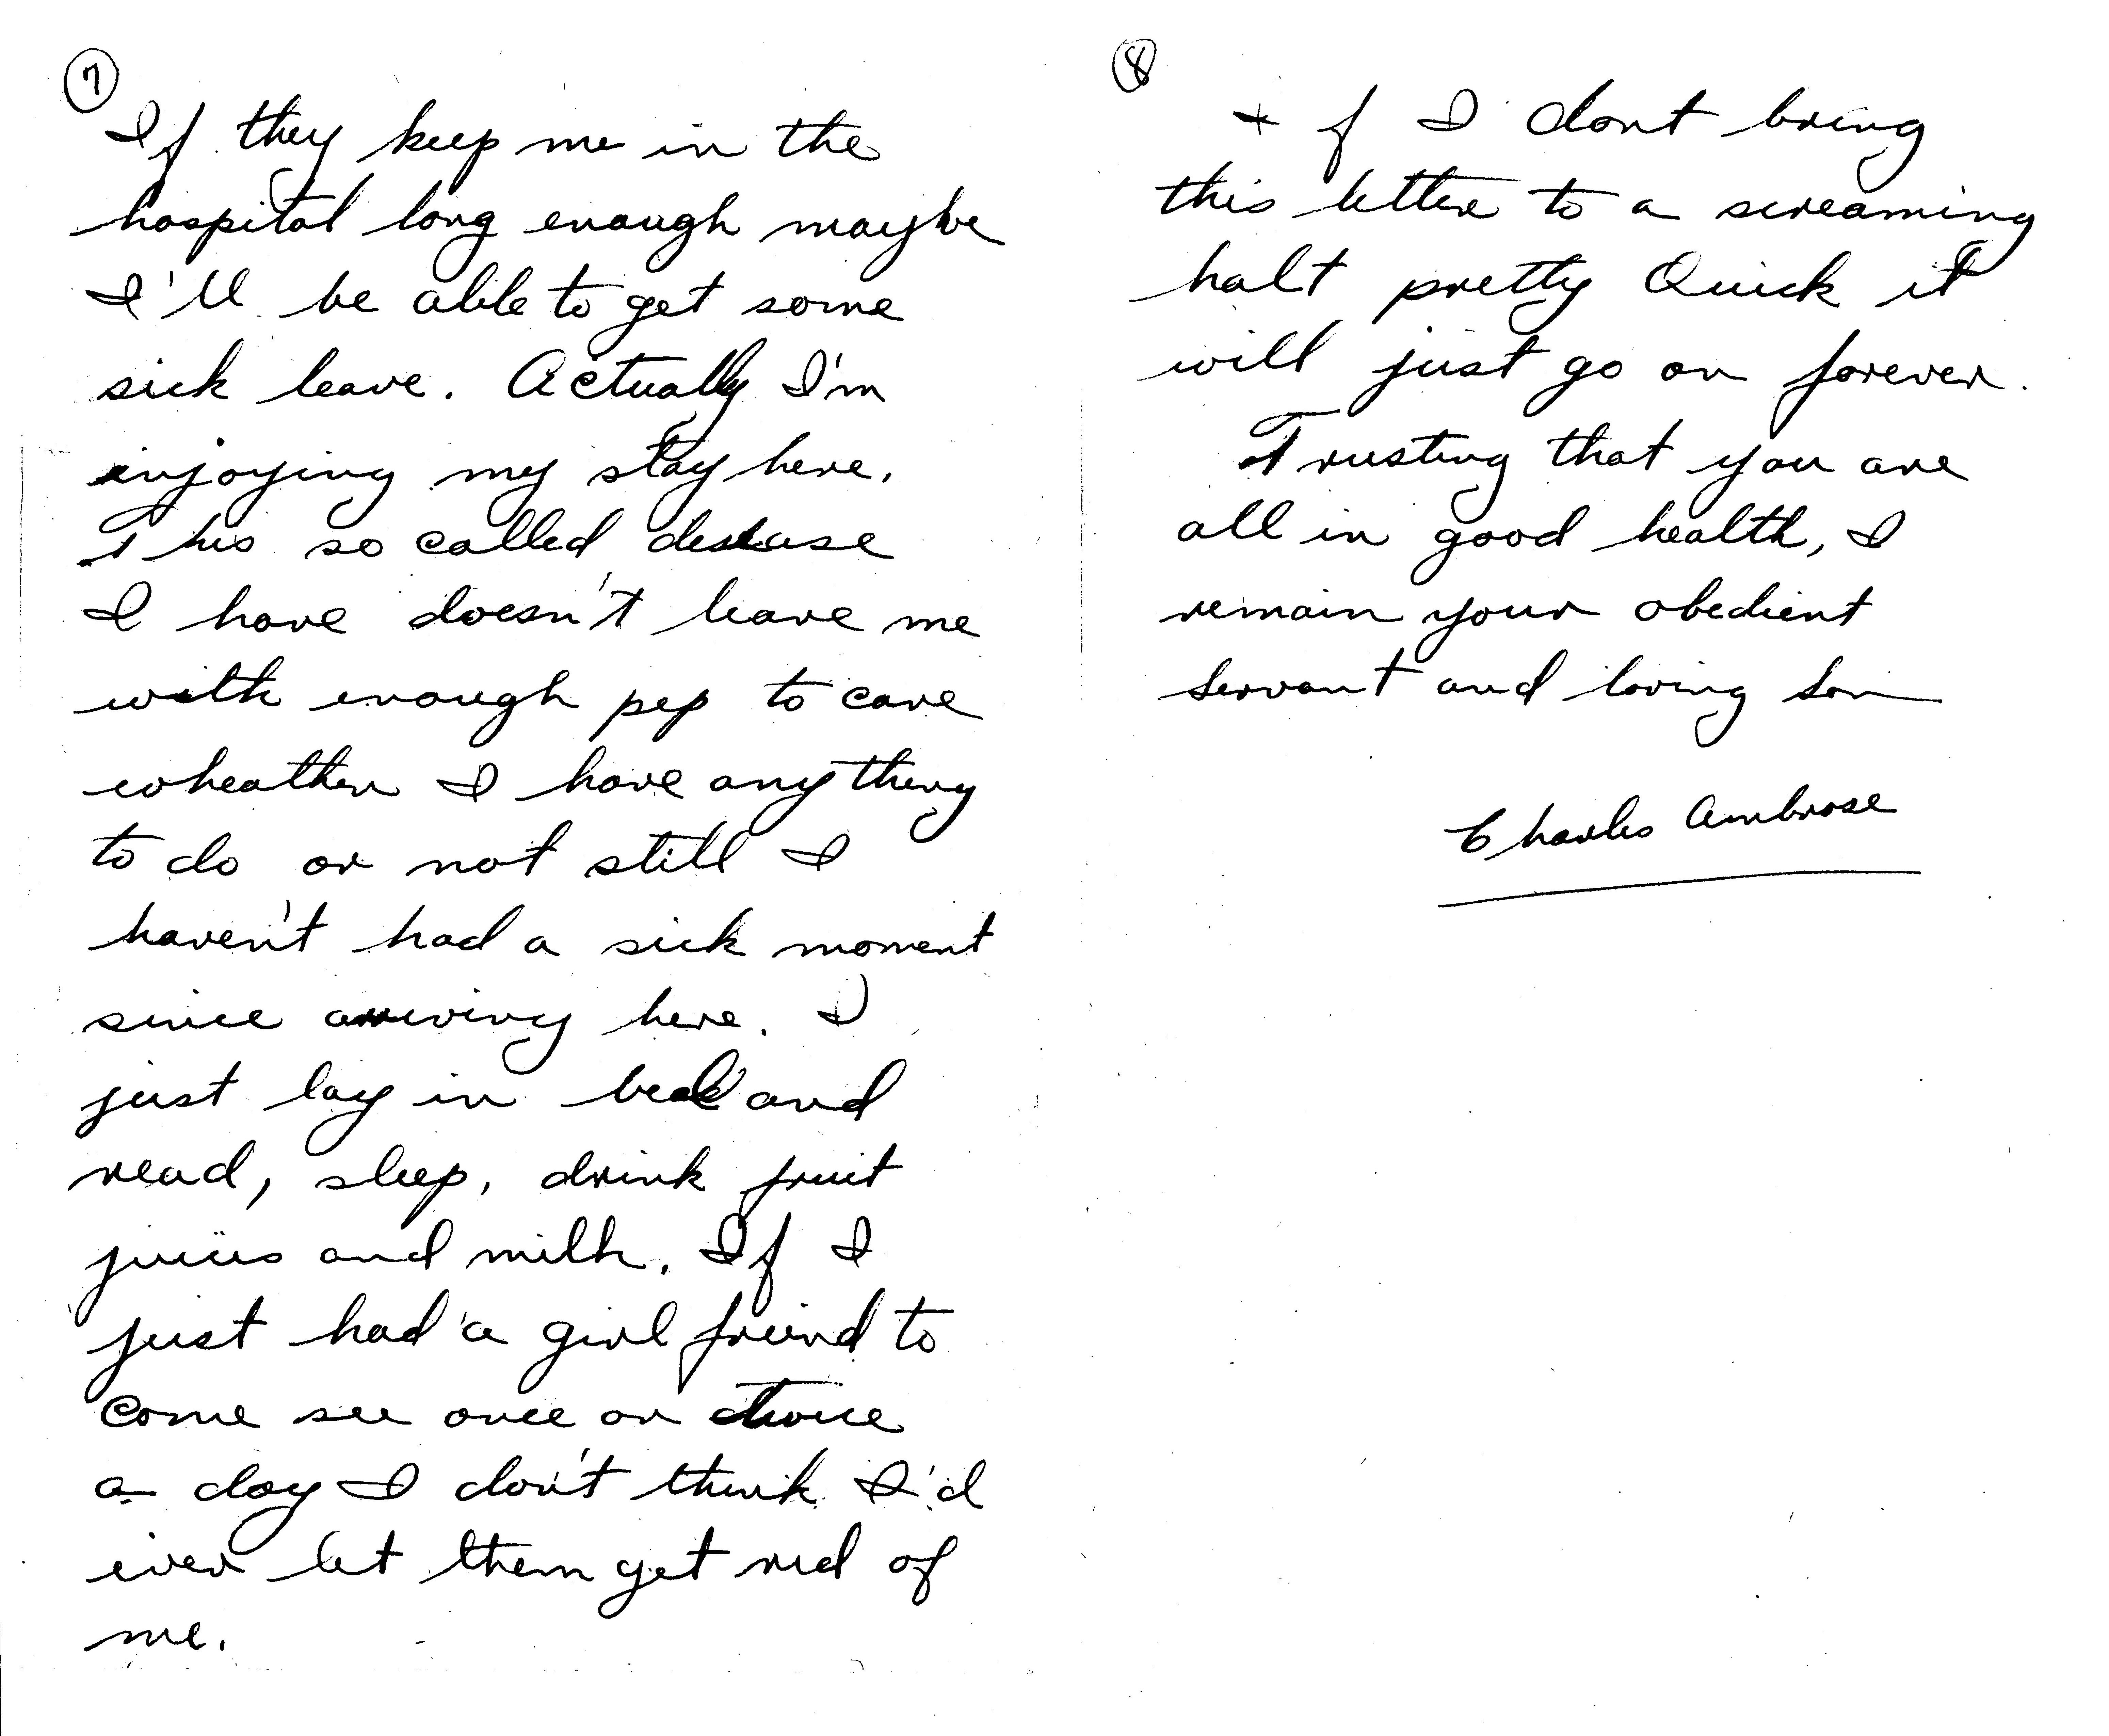 7
If they keep me in the
hospital long enough maybe
I'll be able to get some
sick leave. Actually I'm
enjoying my stay here.
This so called desease
I have doesn't leave me
with enough pep to care
wheather I have any thing
to do or not still I
haven't had a sick moment
since arriving here. I
just lay in bed and
read, sleep, drink fruit
juices and milk. If I
just had a girl friend to
come see once or twice
a day I don't think I'd
ever let them get rid of
me.
8
If I dont bring
this letter to a screaming
halt pretty Quick it
will just go on forever.
Trusting that you are
all in good health, I
remain your obedient
servant and loving son
Charles Ambrose